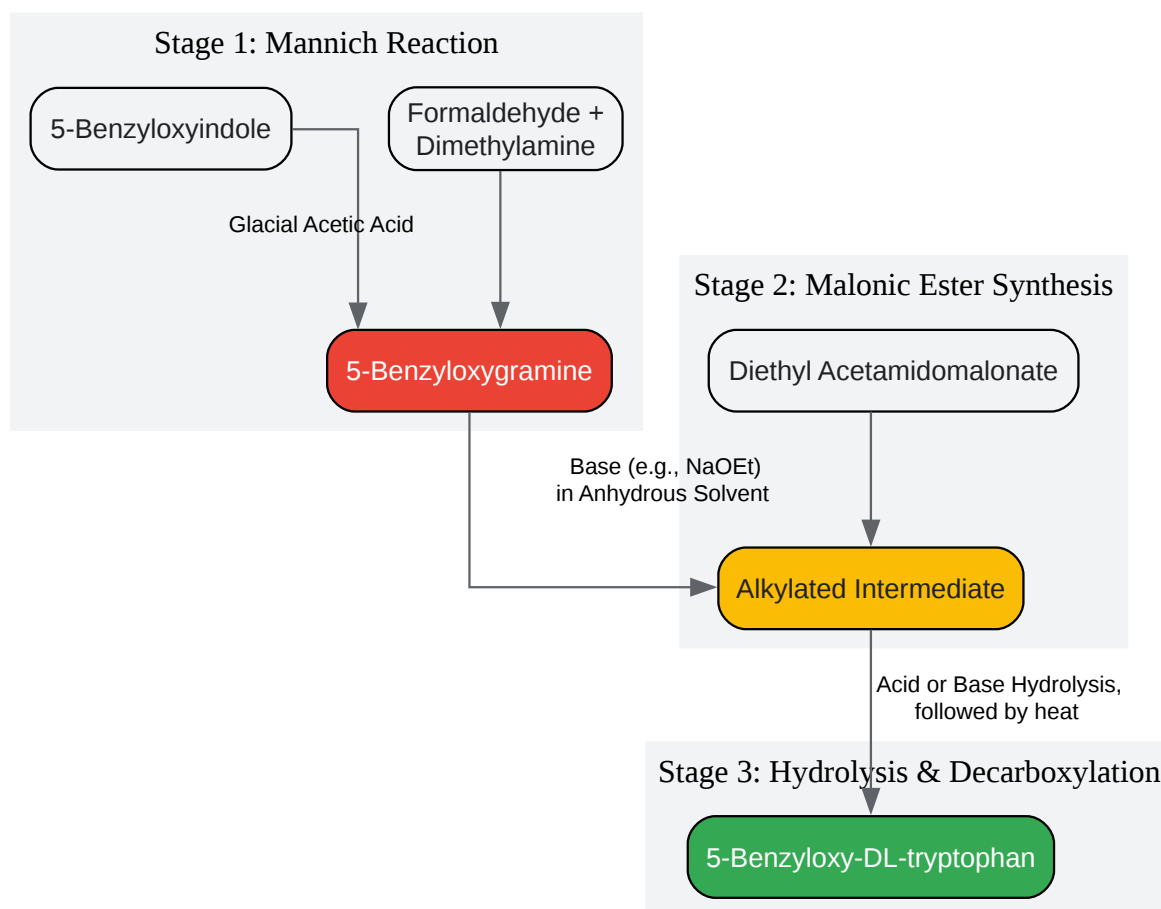 Stage 1: Mannich Reaction
5-Benzyloxyindole
Formaldehyde +
Dimethylamine
Glacial Acetic Acid
5-Benzyloxygramine
Stage 2: Malonic Ester Synthesis
Diethyl Acetamidomalonate
Base (e.g., NaOEt)
in Anhydrous Solvent
Alkylated Intermediate
Acid or Base Hydrolysis,
followed by heat
Stage 3: Hydrolysis & Decarboxylation
5-Benzyloxy-DL-tryptophan